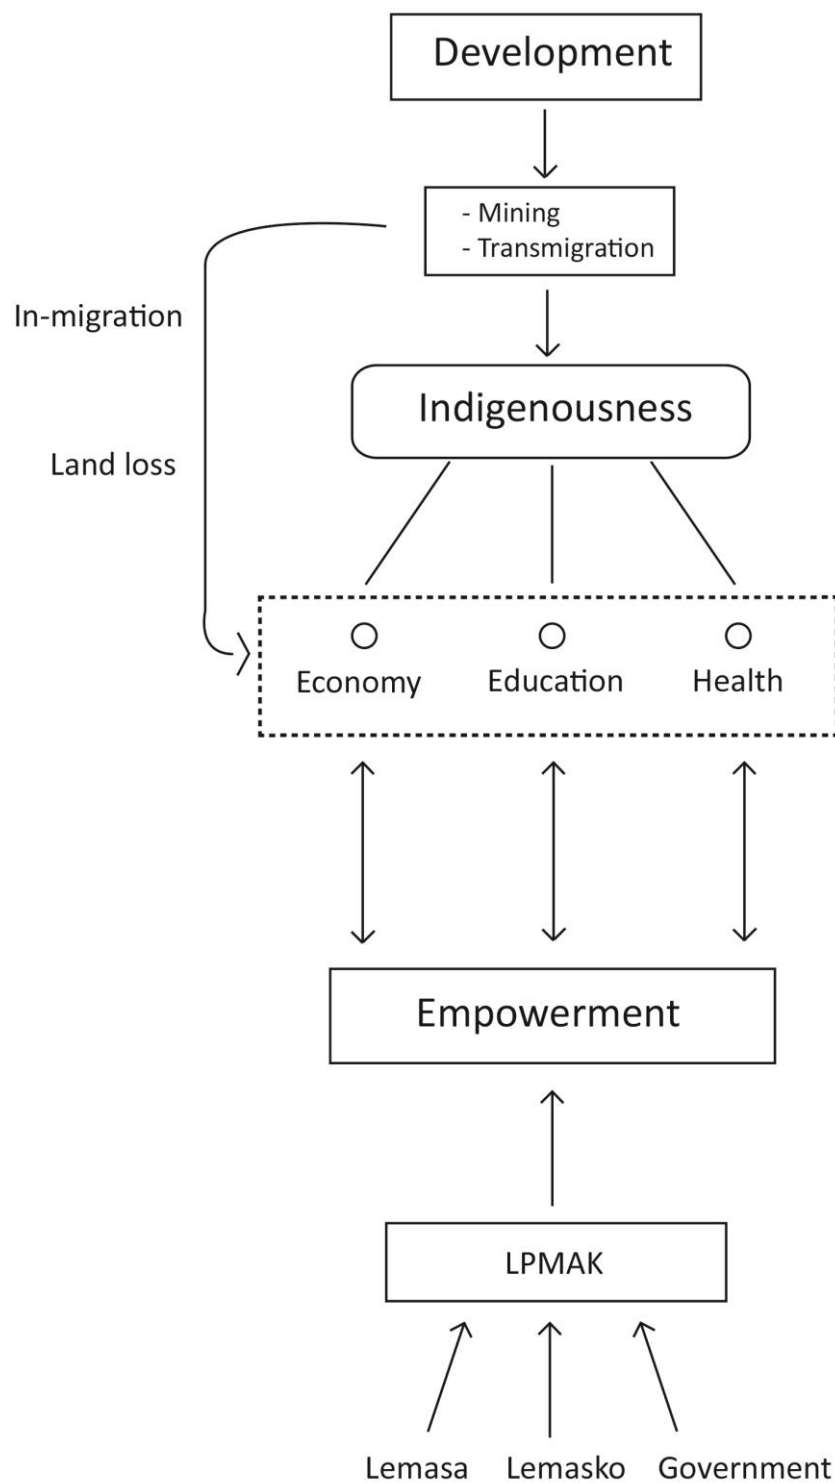 Development
- Mining
- Transmigration
In-migration
Indigenousness
Land loss
Economy Education Health
Empowerment
LPMAK
Lemasa Lemasko Government